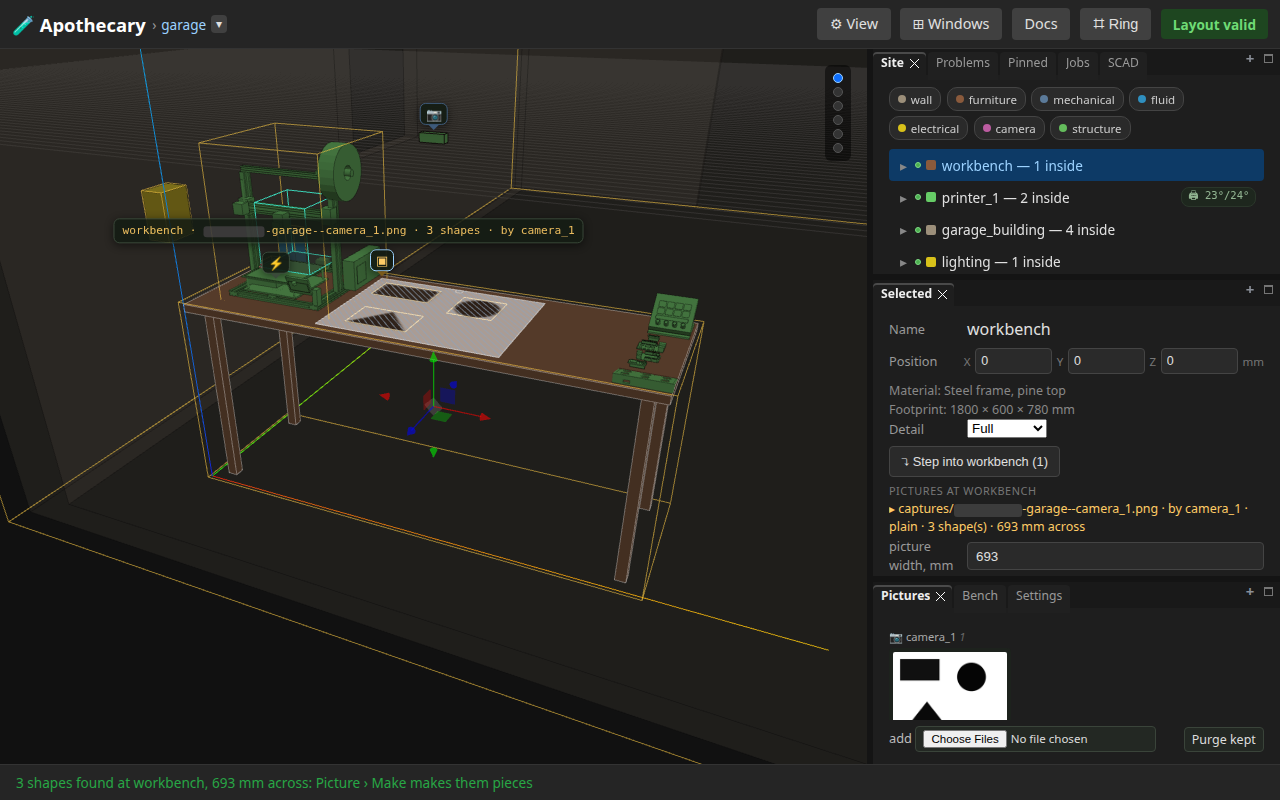 Apothecary › garage ▾
⚙ View
⊞ Windows
Docs
⌗ Ring
Layout valid
workbench · -garage--camera_1.png · 3 shapes · by camera_1
Site
Problems
Pinned
Jobs
SCAD
wall
furniture
mechanical
fluid
electrical
camera
structure
workbench — 1 inside
printer_1 — 2 inside
23°/24°
garage_building — 4 inside
lighting — 1 inside
Selected
Name workbench
Position X 0 Y 0 Z 0 mm
Material: Steel frame, pine top
Footprint: 1800 × 600 × 780 mm
Detail Full
Step into workbench (1)
PICTURES AT WORKBENCH
▸ captures/ -garage--camera_1.png · by camera_1 ·
plain · 3 shape(s) · 693 mm across
picture
width, mm
693
Pictures
Bench
Settings
camera_1 1
add Choose Files No file chosen
Purge kept
3 shapes found at workbench, 693 mm across: Picture › Make makes them pieces